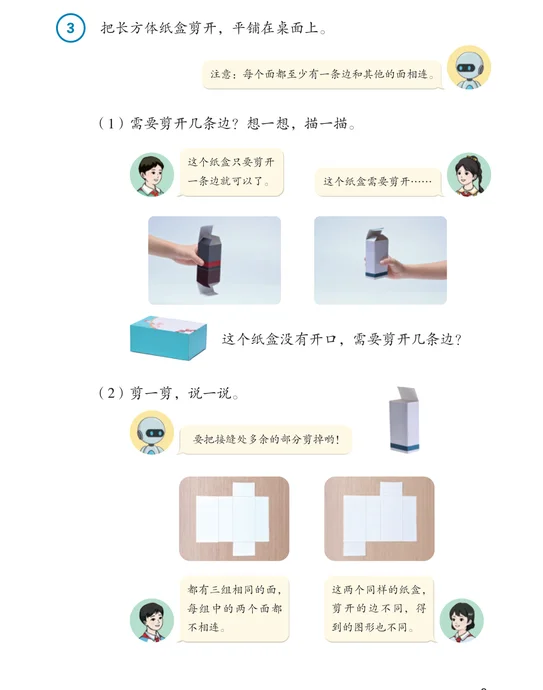 3 把长方体纸盒剪开，平铺在桌面上。
注意：每个面都至少有一条边和其他的面相连。
（1）需要剪开几条边？想一想，描一描。
这个纸盒只要剪开
一条边就可以了。
这个纸盒需要剪开……
这个纸盒没有开口，需要剪开几条边？
（2）剪一剪，说一说。
要把接缝处多余的部分剪掉哟！
都有三组相同的面，
每组中的两个面都
不相连。
这两个同样的纸盒，
剪开的边不同，得
到的图形也不同。